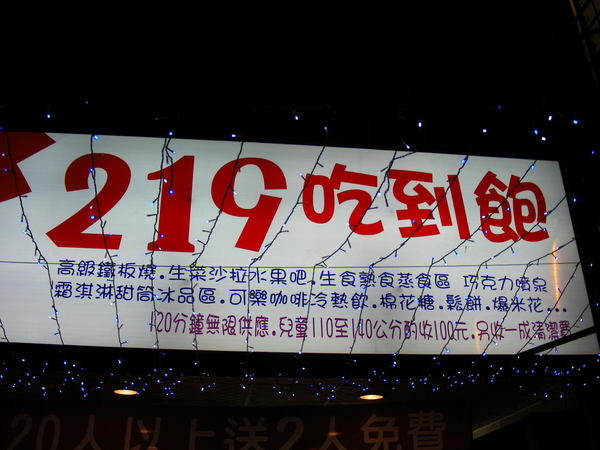 219吃到飽
高級鐵板燒.生菜沙拉水果吧.生食熟食蒸食區 巧克力噴泉
霜淇淋甜筒冰品區.可樂咖啡冷熱飲.棉花糖.鬆餅.爆米花...
120分鐘無限供應.兒童110至140公分酌收100元.另收一成清潔費
20人以上送2人免費